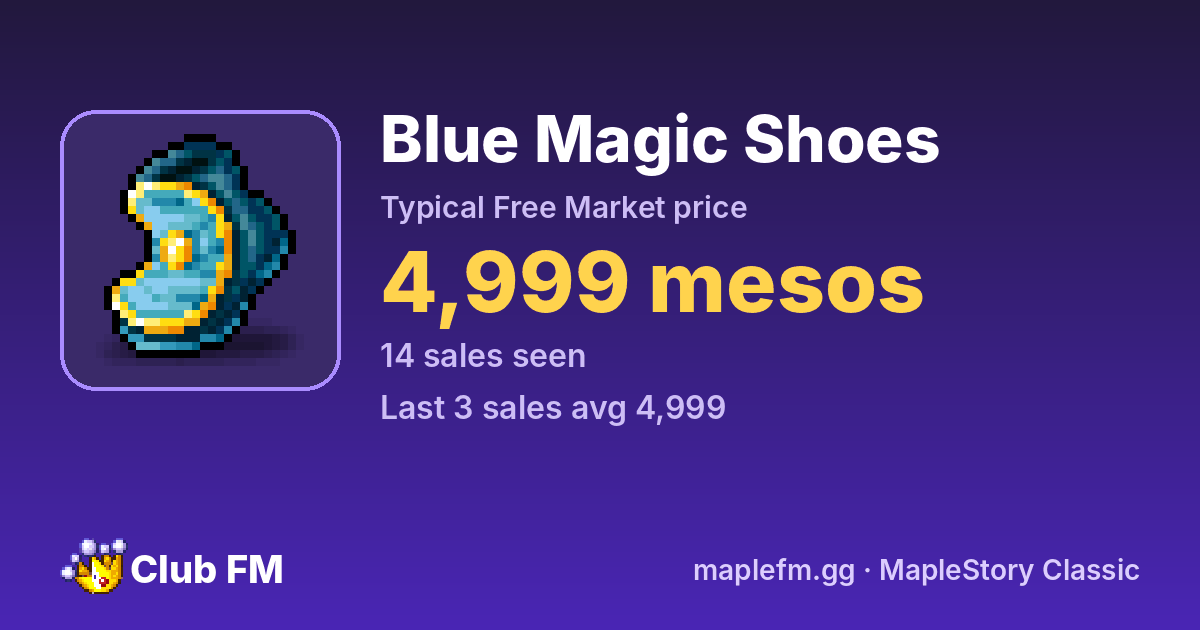 Blue Magic Shoes
Typical Free Market price
4,999 mesos
14 sales seen
Last 3 sales avg 4,999
Club FM
maplefm.gg · MapleStory Classic